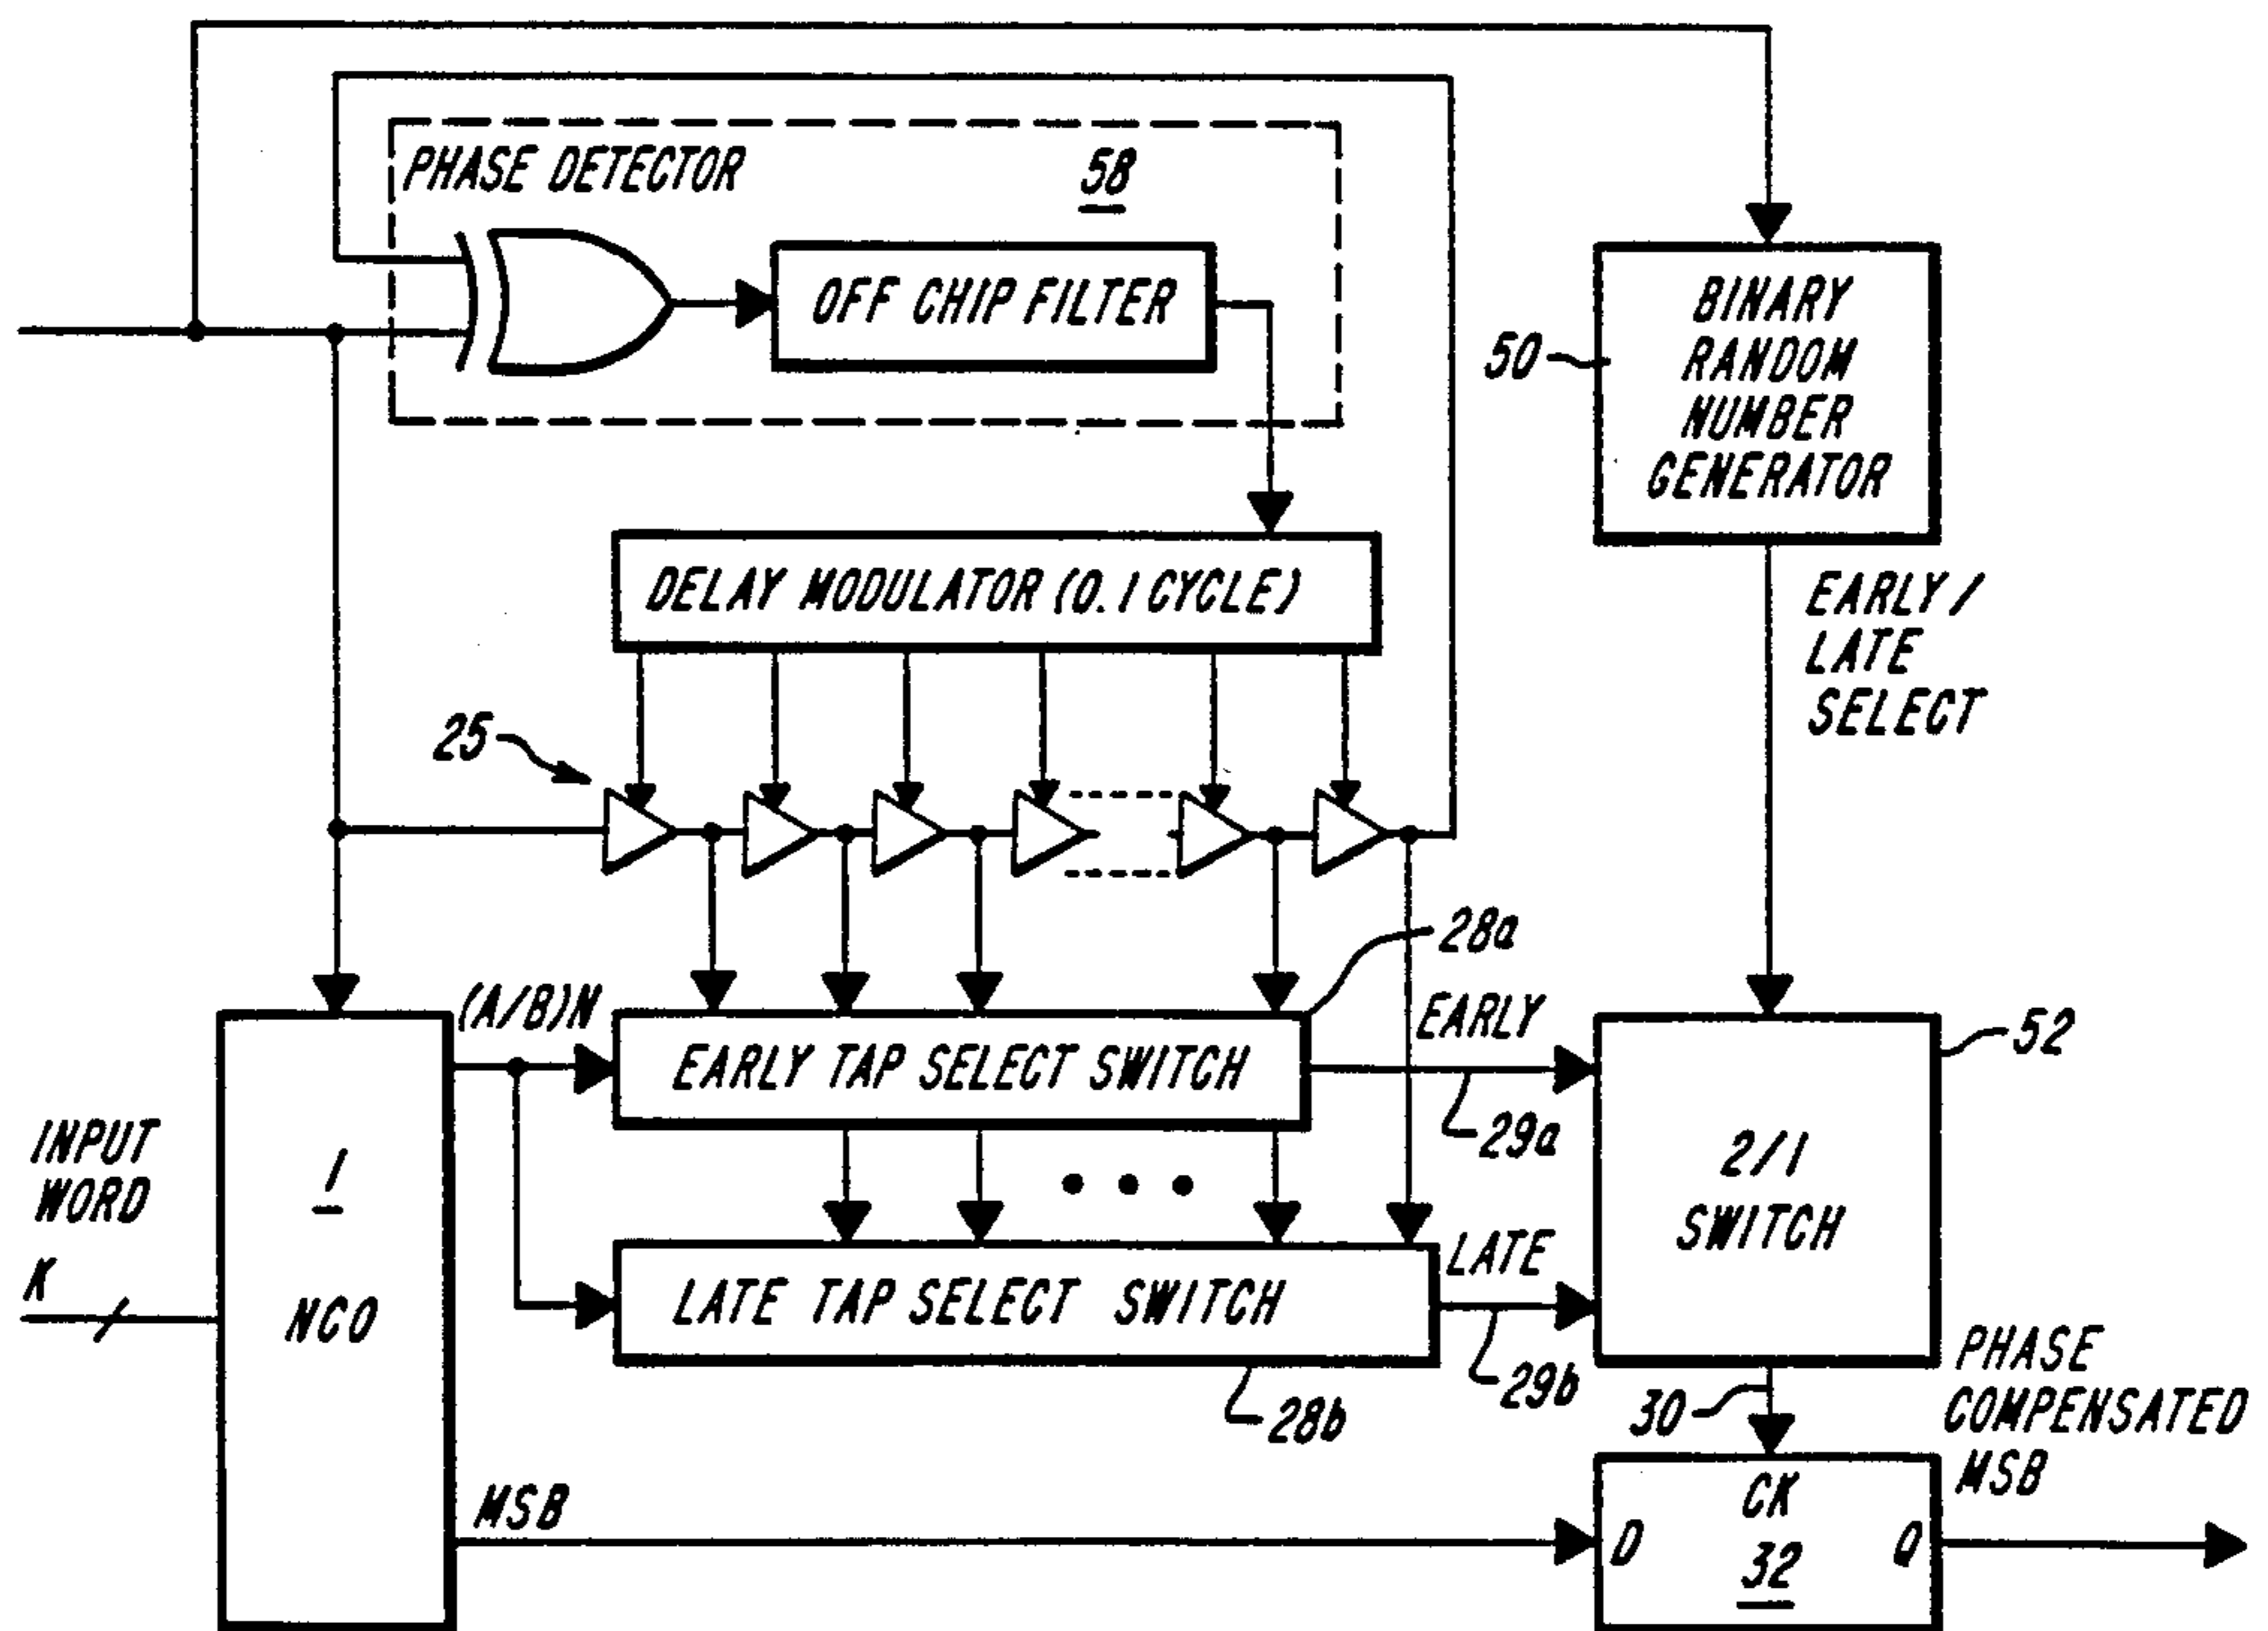 PHASE DETECTOR
58
OFF CHIP FILTER
BINARY
RANDOM
NUMBER
GENERATOR
50
DELAY MODULATOR (0.1 CYCLE)
EARLY/
LATE
SELECT
25
28a
(A/B)N
EARLY TAP SELECT SWITCH
EARLY
29a
52
2/1
SWITCH
INPUT
WORD
K
1
NCO
LATE TAP SELECT SWITCH
LATE
29b
28b
30
PHASE
COMPENSATED
MSB
MSB
CK
D
32
Q